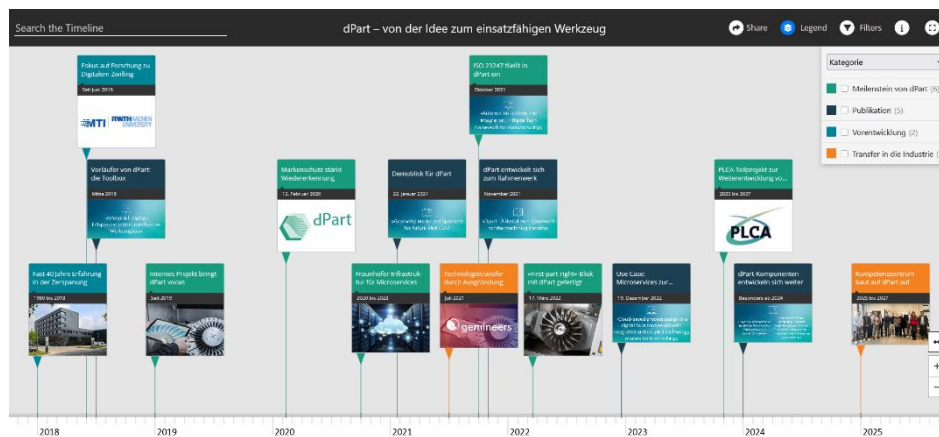 Search the Timeline
dPart – von der Idee zum einsatzfähigen Werkzeug
Share
Legend
Filters
Kategorie
Meilenstein von dPart (6)
Publikation (5)
Vorentwicklung (2)
Transfer in die Industrie
Fokus auf Forschung zu
Digitalem Zwilling
Seit Juni 2018
MTI RWTH AACHEN
UNIVERSITY
ISO 23247 fließt in
dPart ein
Oktober 2021
Vorläufer von dPart:
die Toolbox
Mitte 2018
Markenschutz stärkt
Wiedererkennung
12. Februar 2020
dPart
Demoblisk für dPart
22. Januar 2021
dPart entwickelt sich
zum Rahmenwerk
November 2021
PLCA-Teilprojekt zur
Weiterentwicklung vo...
2023 bis 2027
PLCA
Fast 40 Jahre Erfahrung
in der Zerspanung
1980 bis 2018
Internes Projekt bringt
dPart voran
Seit 2019
Fraunhofer-Infrastruk
tur für Microservices
2020 bis 2023
Technologietransfer
durch Ausgründung
Juli 2021
gemineers
»First-part-right« Blisk
mit dPart gefertigt
17. März 2022
Use Case:
Microservices zur...
19. Dezember 2022
dPart Komponenten
entwickeln sich weiter
Besonders ab 2024
Kompetenzzentrum
baut auf dPart auf
2025 bis 2027
2018
2019
2020
2021
2022
2023
2024
2025